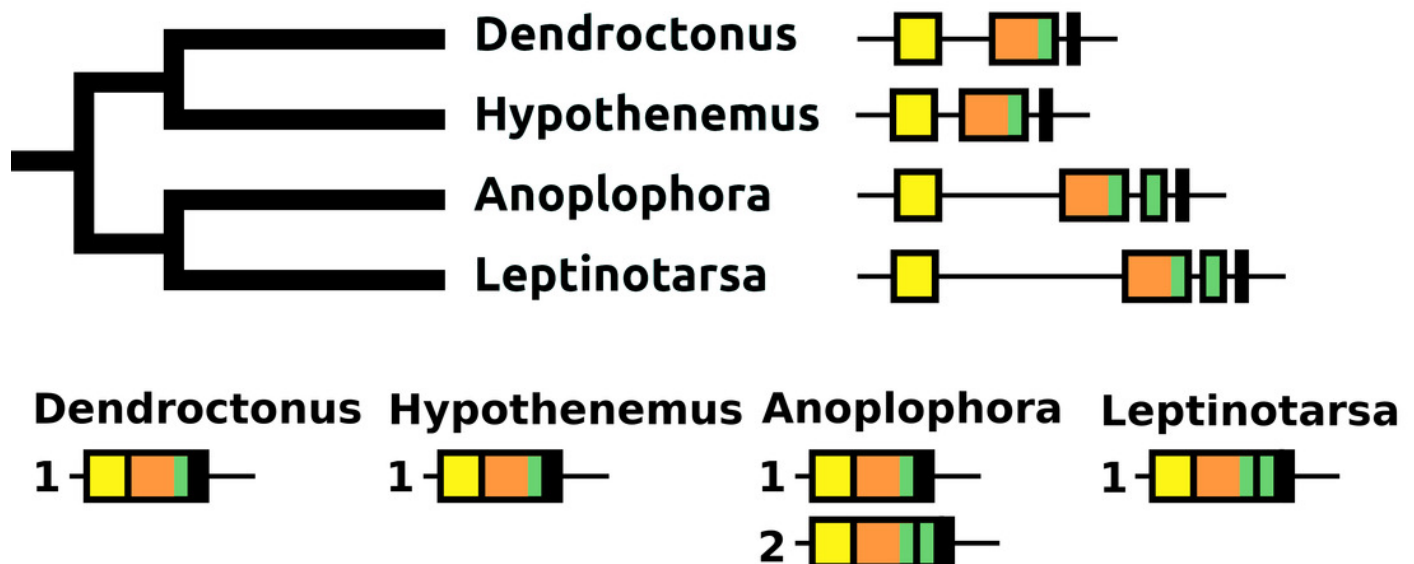 Dendroctonus
Hypothenemus
Anoplophora
Leptinotarsa
Dendroctonus Hypothenemus Anoplophora Leptinotarsa
1 1 1 1
2